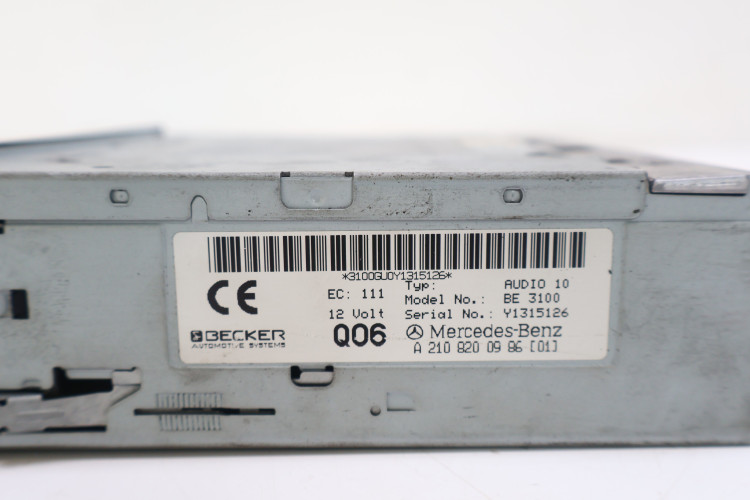 *3100GU0Y1315126*
CE
EC: 111
Typ: AUDIO 10
Model No.: BE 3100
12 Volt
Serial No.: Y1315126
BECKER
AUTOMOTIVE SYSTEMS
Q06
Mercedes-Benz
A 210 820 09 86 [01]